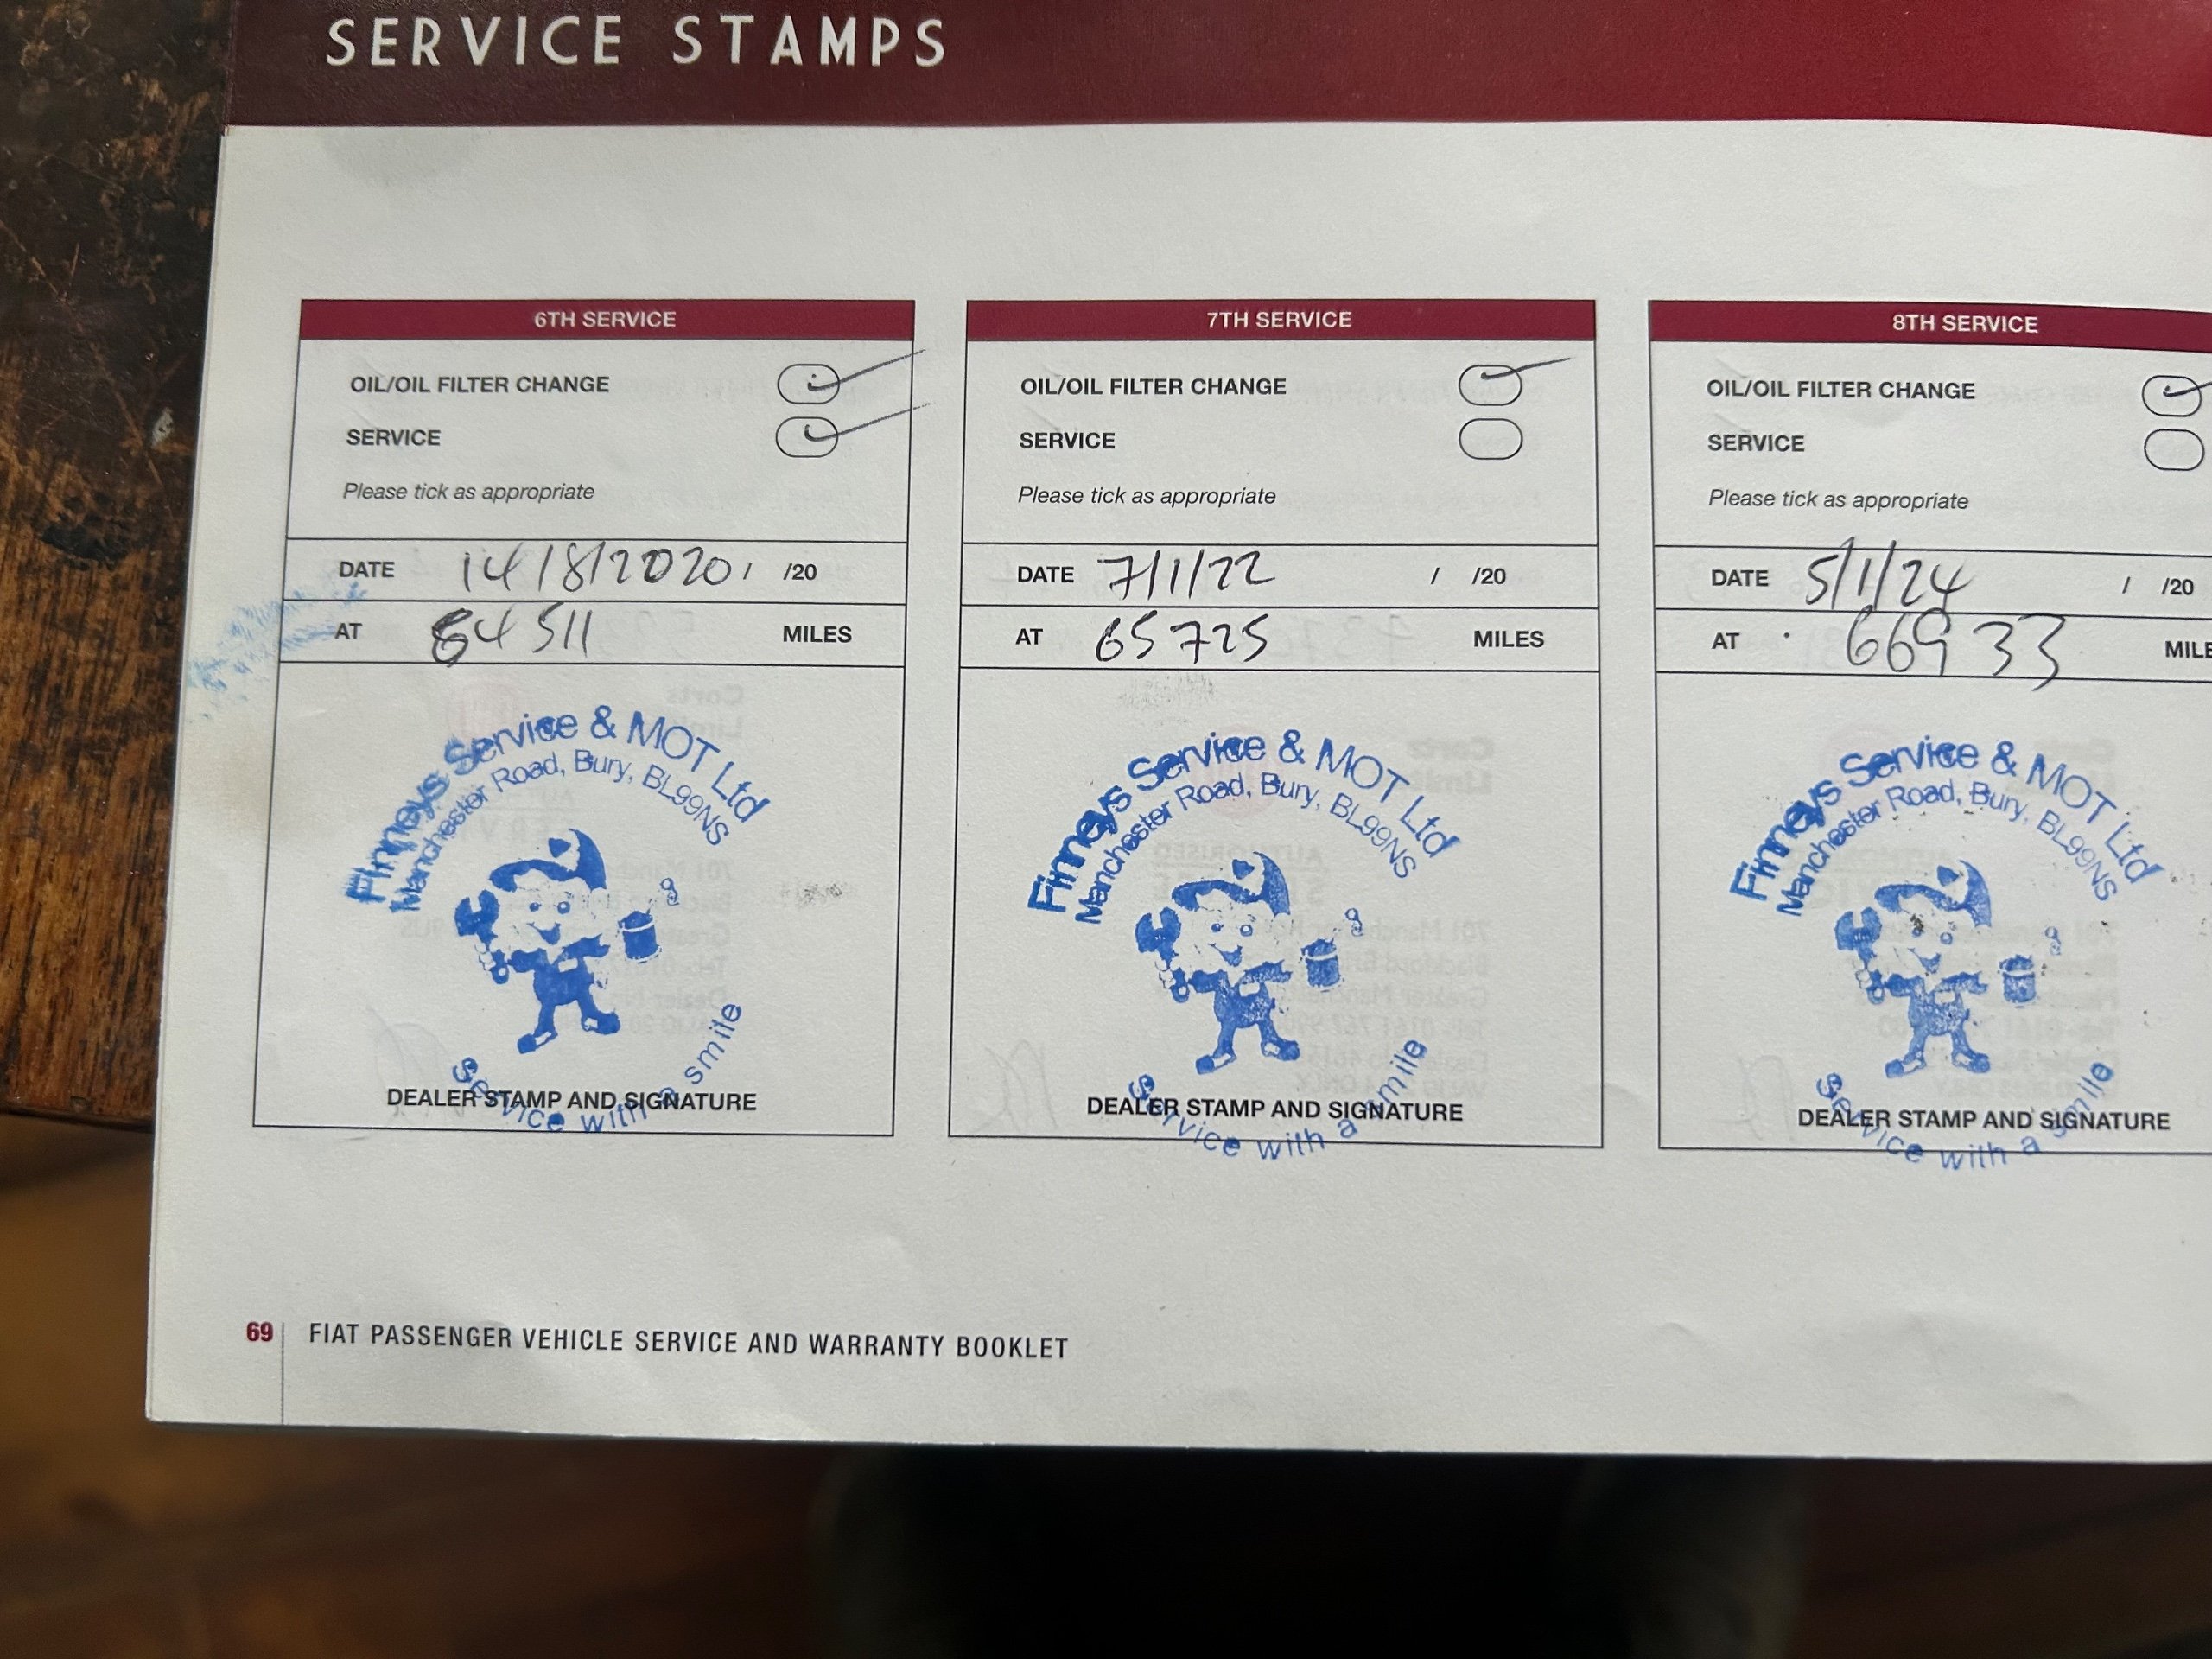 SERVICE STAMPS
6TH SERVICE
OIL/OIL FILTER CHANGE
SERVICE
Please tick as appropriate
DATE 14/8/2020 / /20
AT 64511 MILES
Finneys Service & MOT Ltd
Manchester Road, Bury, BL99NS
Service with a smile
DEALER STAMP AND SIGNATURE
7TH SERVICE
OIL/OIL FILTER CHANGE
SERVICE
Please tick as appropriate
DATE 7/1/22 / /20
AT 65725 MILES
Finneys Service & MOT Ltd
Manchester Road, Bury, BL99NS
Service with a smile
DEALER STAMP AND SIGNATURE
8TH SERVICE
OIL/OIL FILTER CHANGE
SERVICE
Please tick as appropriate
DATE 5/1/24 / /20
AT 66933 MILE
Finneys Service & MOT Ltd
Manchester Road, Bury, BL99NS
Service with a smile
DEALER STAMP AND SIGNATURE
69 FIAT PASSENGER VEHICLE SERVICE AND WARRANTY BOOKLET